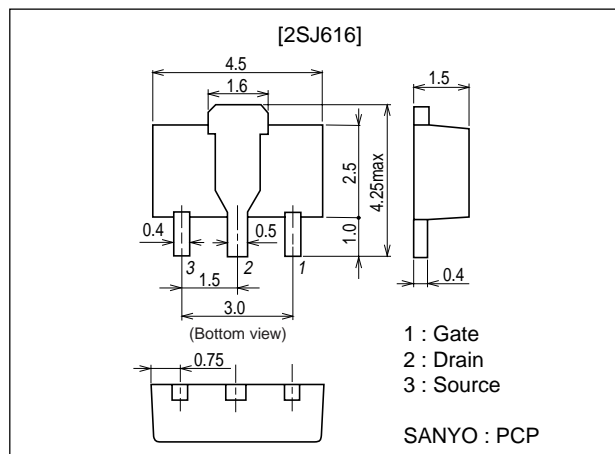 [2SJ616]
4.5
1.6
1.5
2.5
4.25max
1.0
0.4
0.5
3
2
1
1.5
3.0
0.4
(Bottom view)
0.75
1 : Gate
2 : Drain
3 : Source
SANYO : PCP